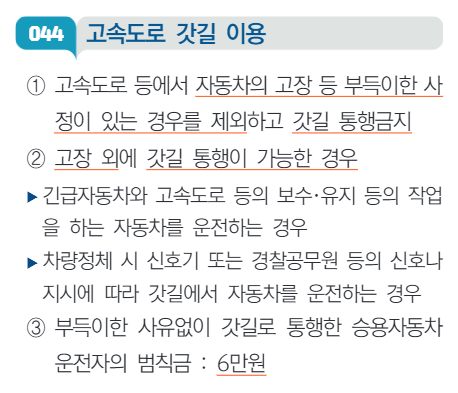 044 고속도로 갓길 이용
① 고속도로 등에서 자동차의 고장 등 부득이한 사
정이 있는 경우를 제외하고 갓길 통행금지
② 고장 외에 갓길 통행이 가능한 경우
▶ 긴급자동차와 고속도로 등의 보수·유지 등의 작업
을 하는 자동차를 운전하는 경우
▶ 차량정체 시 신호기 또는 경찰공무원 등의 신호나
지시에 따라 갓길에서 자동차를 운전하는 경우
③ 부득이한 사유없이 갓길로 통행한 승용자동차
운전자의 범칙금 : 6만원